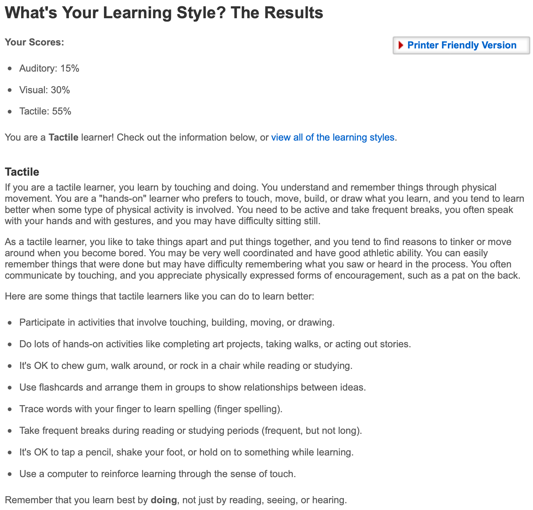 What's Your Learning Style? The Results
Your Scores:
Printer Friendly Version
Auditory: 15%
Visual: 30%
Tactile: 55%
You are a Tactile learner! Check out the information below, or view all of the learning styles.
Tactile
If you are a tactile learner, you learn by touching and doing. You understand and remember things through physical
movement. You are a "hands-on" learner who prefers to touch, move, build, or draw what you learn, and you tend to learn
better when some type of physical activity is involved. You need to be active and take frequent breaks, you often speak
with your hands and with gestures, and you may have difficulty sitting still.
As a tactile learner, you like to take things apart and put things together, and you tend to find reasons to tinker or move
around when you become bored. You may be very well coordinated and have good athletic ability. You can easily
remember things that were done but may have difficulty remembering what you saw or heard in the process. You often
communicate by touching, and you appreciate physically expressed forms of encouragement, such as a pat on the back.
Here are some things that tactile learners like you can do to learn better:
Participate in activities that involve touching, building, moving, or drawing.
Do lots of hands-on activities like completing art projects, taking walks, or acting out stories.
It's OK to chew gum, walk around, or rock in a chair while reading or studying.
Use flashcards and arrange them in groups to show relationships between ideas.
Trace words with your finger to learn spelling (finger spelling).
Take frequent breaks during reading or studying periods (frequent, but not long).
It's OK to tap a pencil, shake your foot, or hold on to something while learning.
Use a computer to reinforce learning through the sense of touch.
Remember that you learn best by doing, not just by reading, seeing, or hearing.